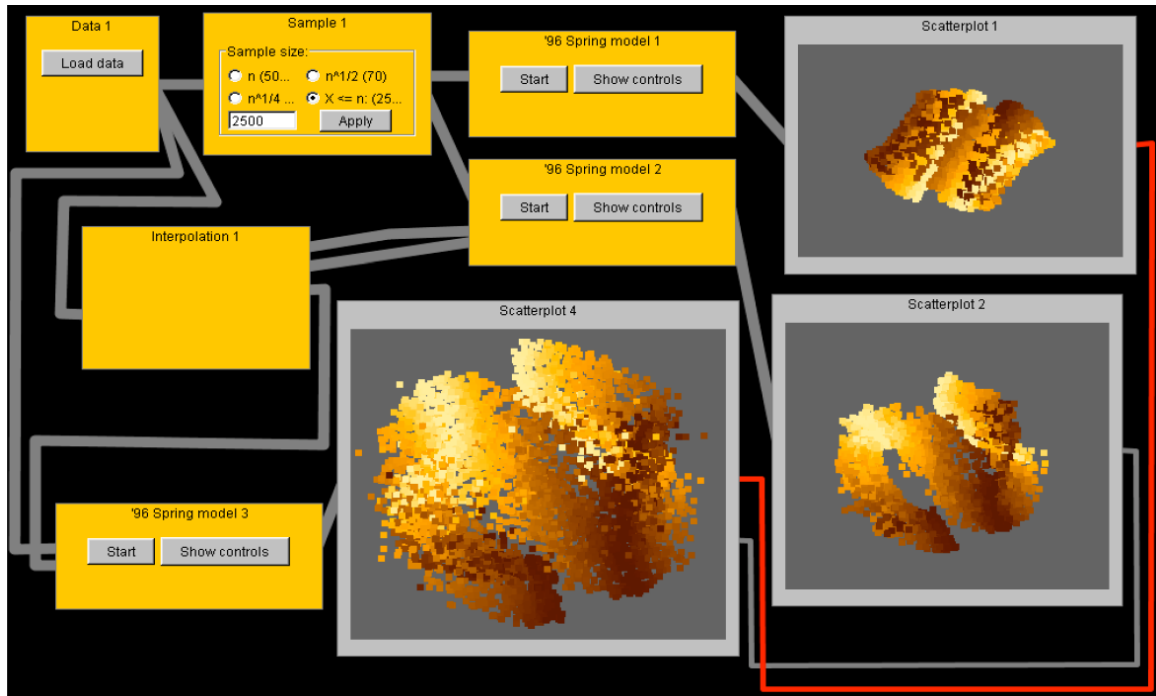 Data 1
Load data
Sample 1
Sample size:
n (50... n^1/2 (70)
n^1/4 ... X <= n: (25...
2500 Apply
'96 Spring model 1
Start Show controls
Scatterplot 1
'96 Spring model 2
Start Show controls
Interpolation 1
Scatterplot 4
Scatterplot 2
'96 Spring model 3
Start Show controls